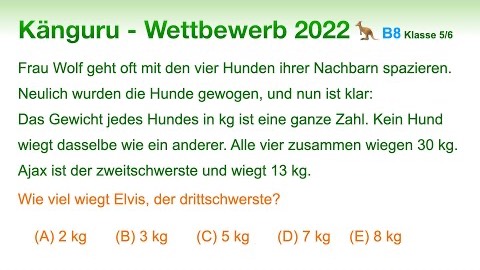 Känguru - Wettbewerb 2022 B8 Klasse 5/6
Frau Wolf geht oft mit den vier Hunden ihrer Nachbarn spazieren.
Neulich wurden die Hunde gewogen, und nun ist klar:
Das Gewicht jedes Hundes in kg ist eine ganze Zahl. Kein Hund
wiegt dasselbe wie ein anderer. Alle vier zusammen wiegen 30 kg.
Ajax ist der zweitschwerste und wiegt 13 kg.
Wie viel wiegt Elvis, der drittschwerste?
(A) 2 kg (B) 3 kg (C) 5 kg (D) 7 kg (E) 8 kg